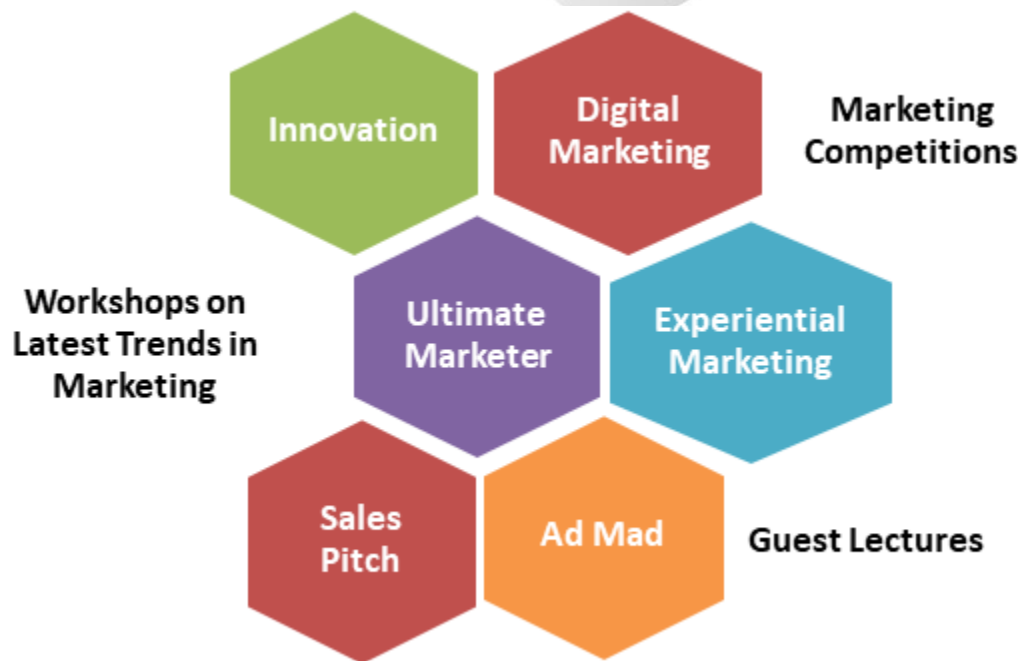 Innovation
Digital
Marketing
Marketing
Competitions
Workshops on
Latest Trends in
Marketing
Ultimate
Marketer
Experiential
Marketing
Sales
Pitch
Ad Mad
Guest Lectures